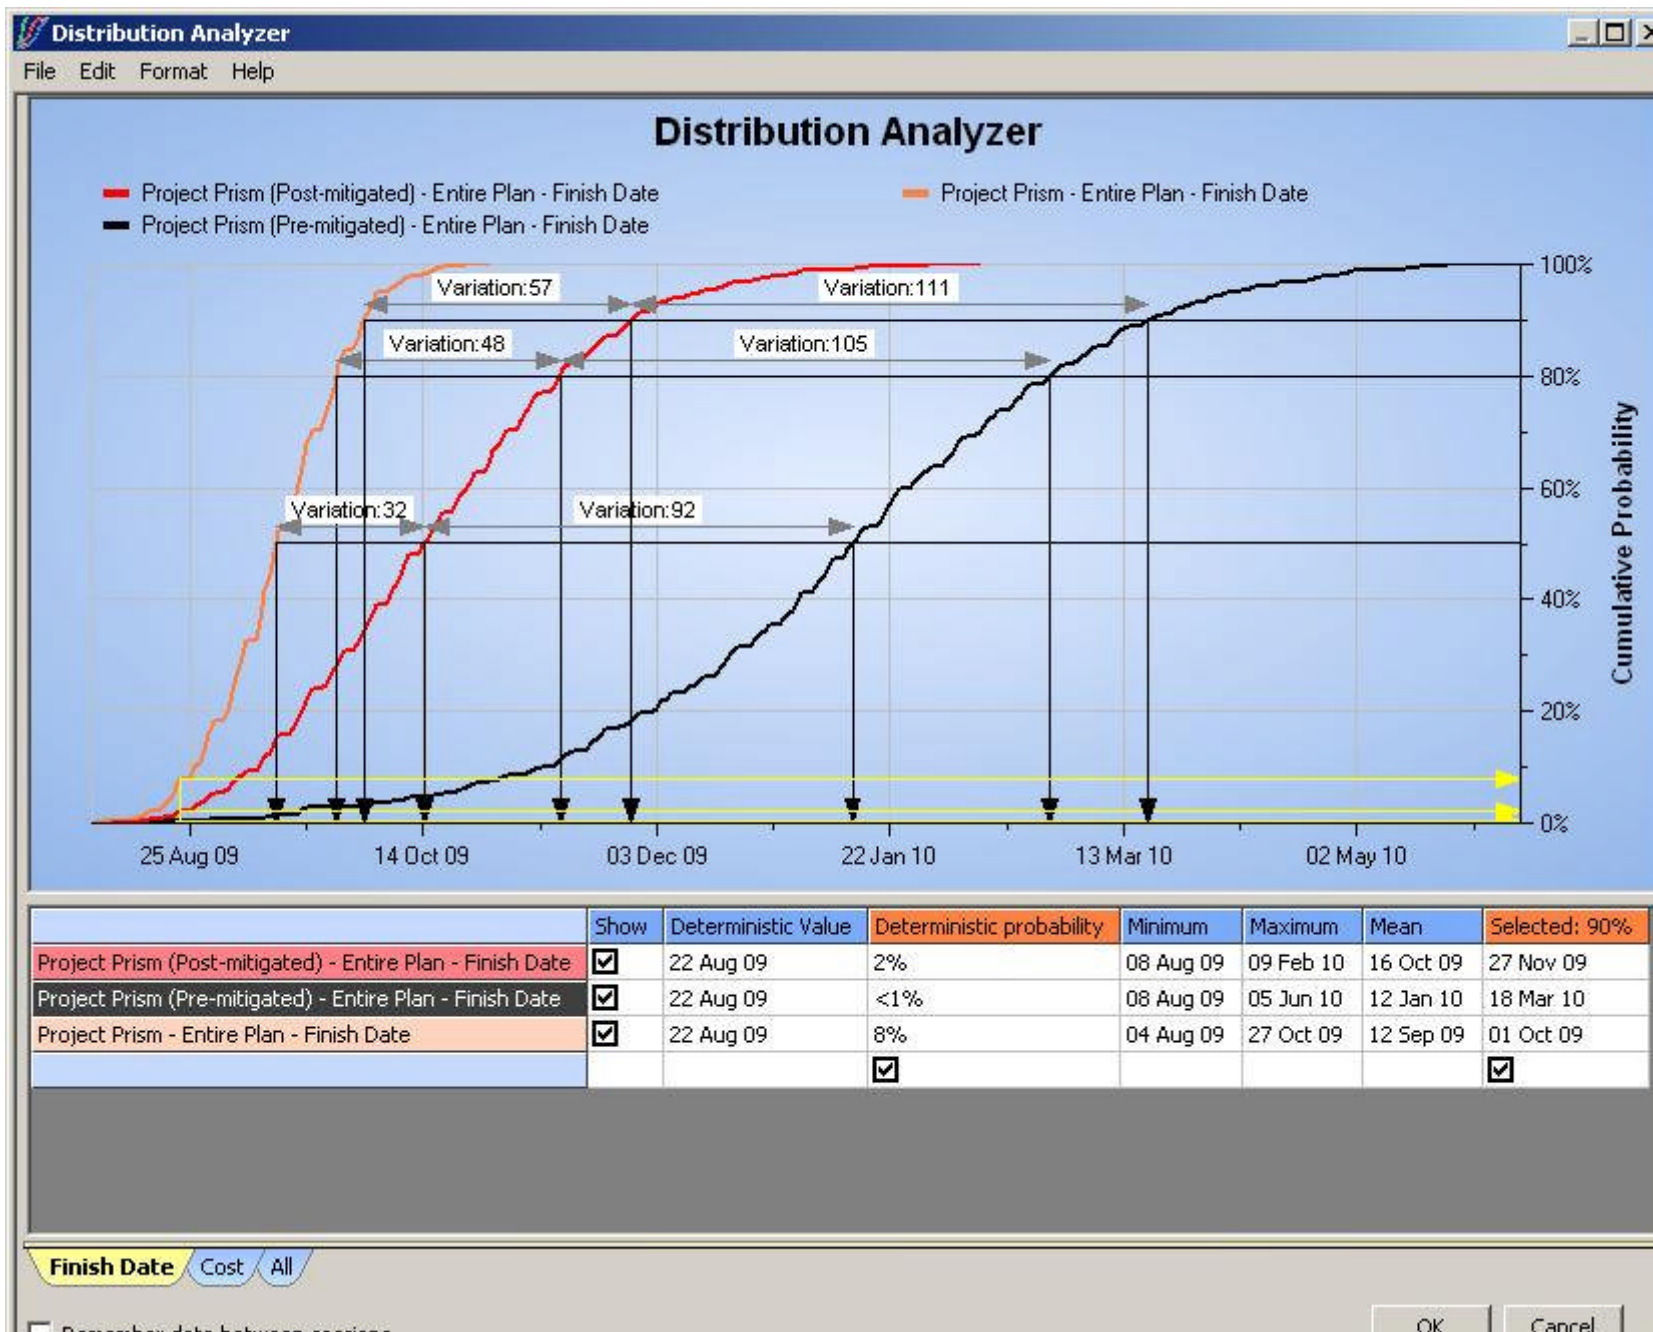 Distribution Analyzer
File Edit Format Help
Distribution Analyzer
Project Prism (Post-mitigated) - Entire Plan - Finish Date
Project Prism - Entire Plan - Finish Date
Project Prism (Pre-mitigated) - Entire Plan - Finish Date
Variation:57 Variation:111
Variation:48 Variation:105
Variation:32 Variation:92
100%
80%
60%
40%
20%
0%
Cumulative Probability
25 Aug 09 14 Oct 09 03 Dec 09 22 Jan 10 13 Mar 10 02 May 10
Show Deterministic Value Deterministic probability Minimum Maximum Mean Selected: 90%
Project Prism (Post-mitigated) - Entire Plan - Finish Date 22 Aug 09 2% 08 Aug 09 09 Feb 10 16 Oct 09 27 Nov 09
Project Prism (Pre-mitigated) - Entire Plan - Finish Date 22 Aug 09 <1% 08 Aug 09 05 Jun 10 12 Jan 10 18 Mar 10
Project Prism - Entire Plan - Finish Date 22 Aug 09 8% 04 Aug 09 27 Oct 09 12 Sep 09 01 Oct 09
Finish Date Cost All
Remember data between sessions
OK Cancel